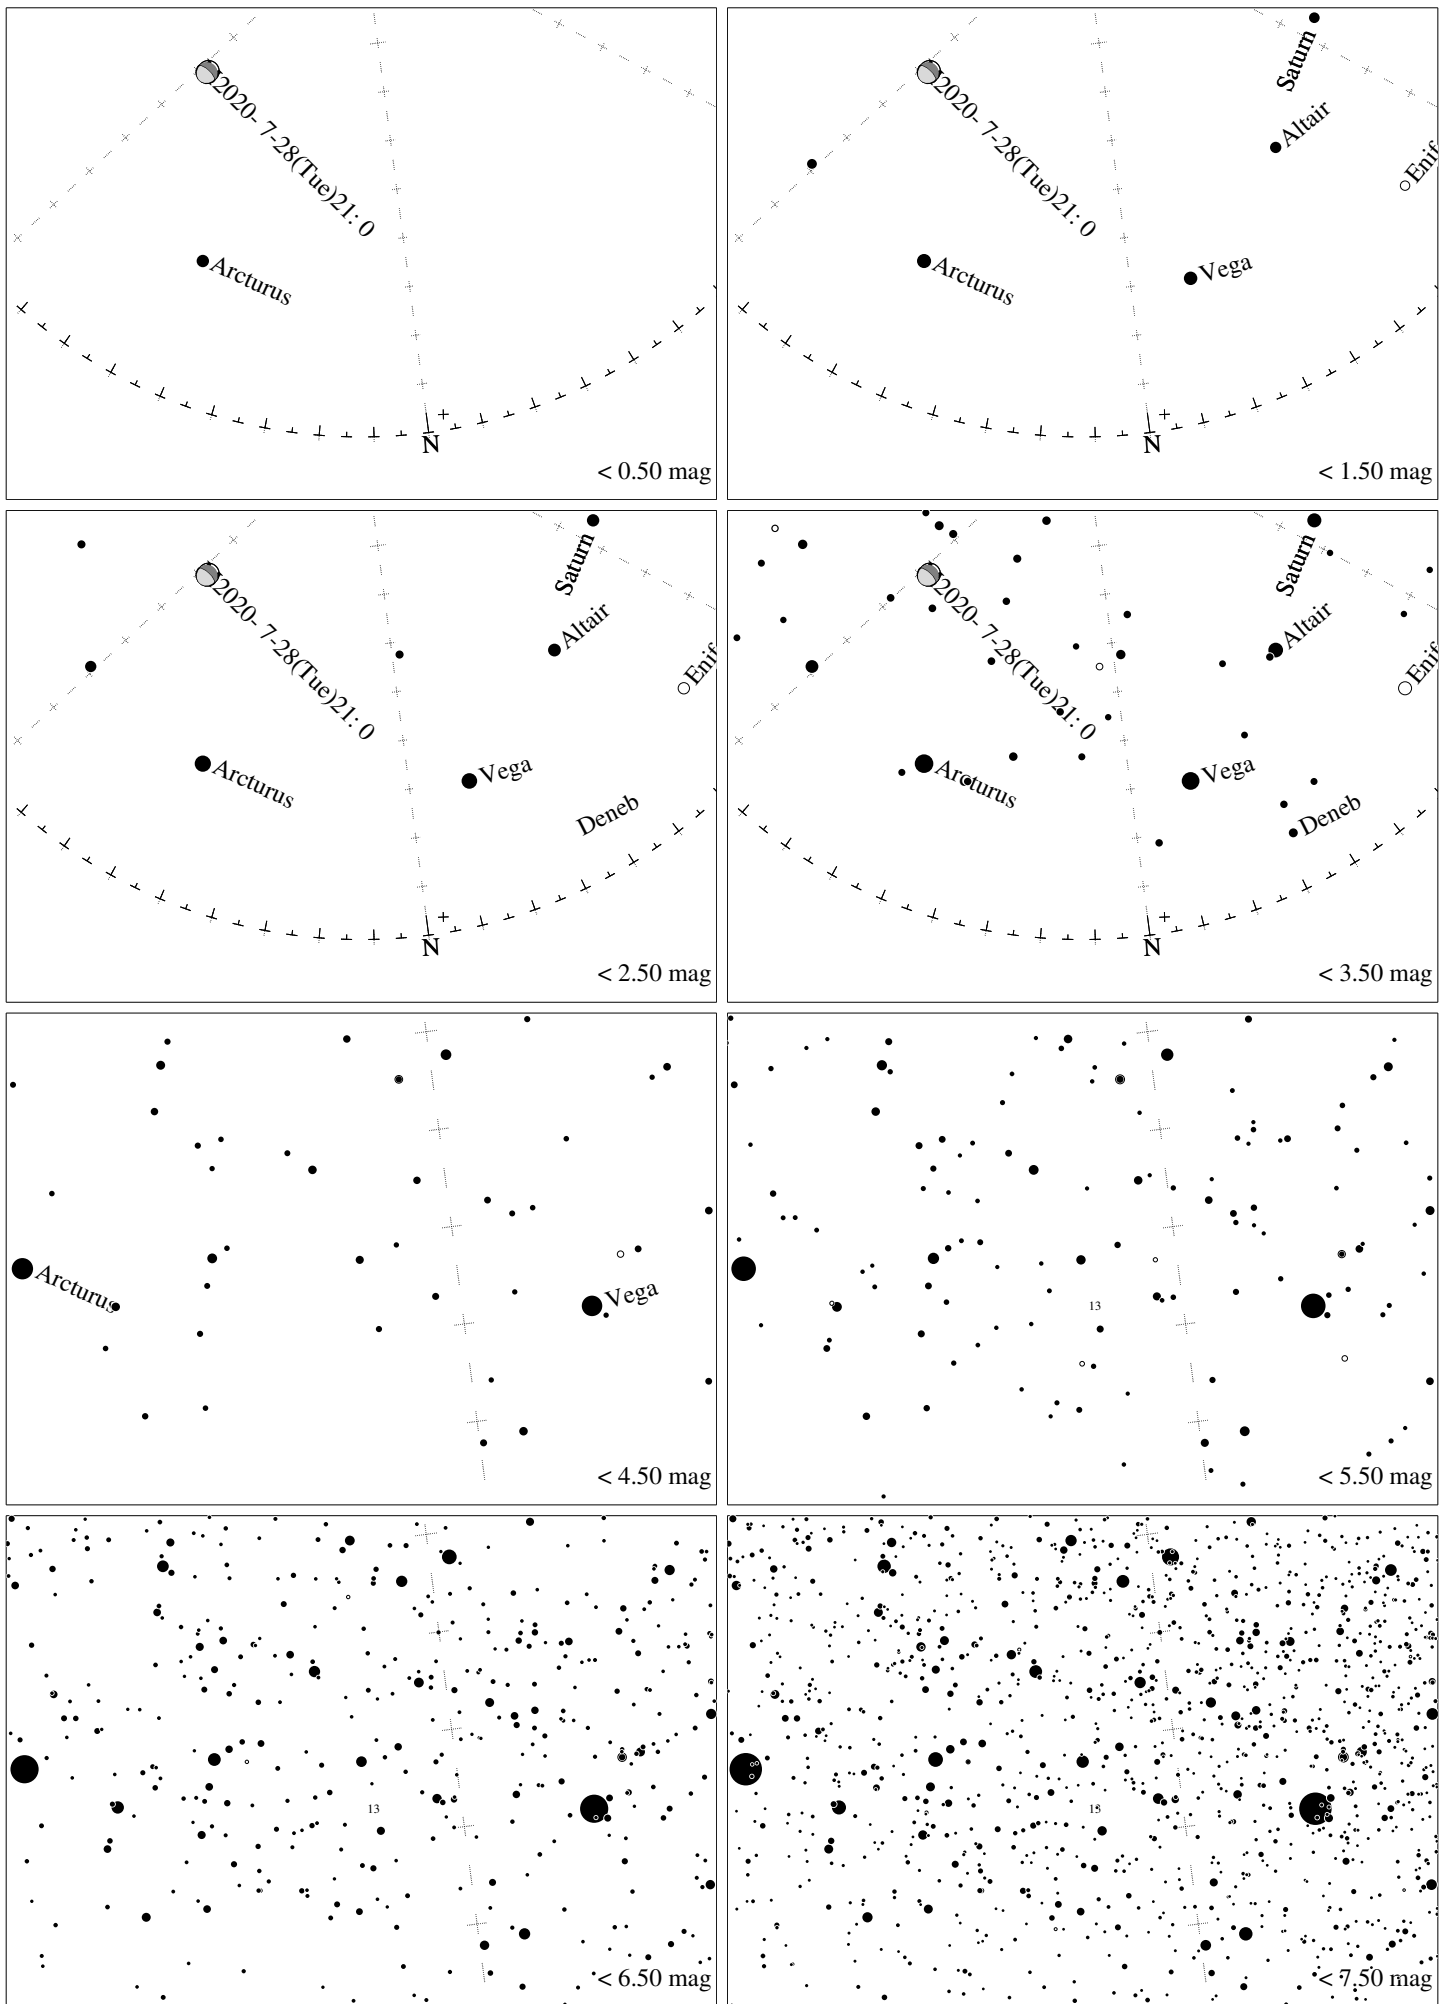 2020- 7-28(Tue)21: 0
Arcturus
N
< 0.50 mag
Saturn
2020- 7-28(Tue)21: 0
Altair
Enif
Arcturus
Vega
N
< 1.50 mag
Saturn
2020- 7-28(Tue)21: 0
Altair
Enif
Arcturus
Vega
Deneb
N
< 2.50 mag
Saturn
2020- 7-28(Tue)21: 0
Altair
Enif
Arcturus
Vega
Deneb
N
< 3.50 mag
Arcturus
Vega
< 4.50 mag
13
< 5.50 mag
13
< 6.50 mag
13
< 7.50 mag